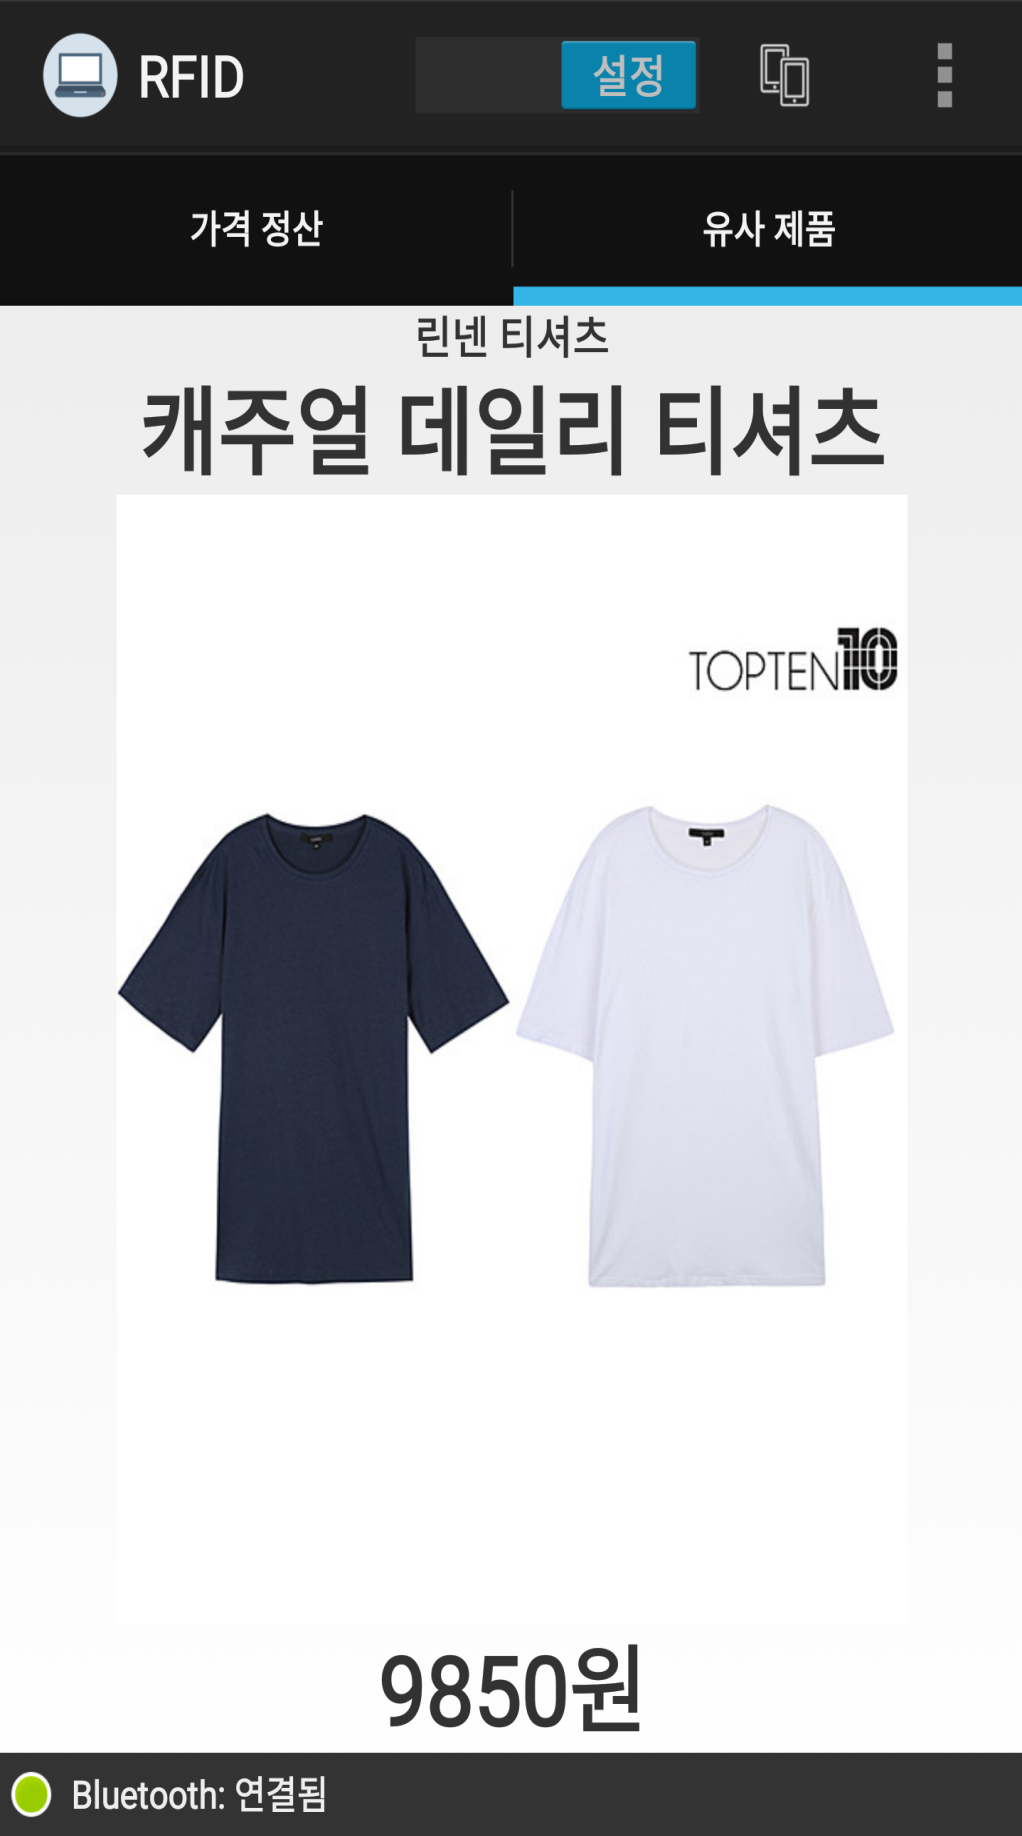 RFID 설정
가격 정산 유사 제품
린넨 티셔츠
캐주얼 데일리 티셔츠
TOPTEN10
9850원
Bluetooth: 연결됨